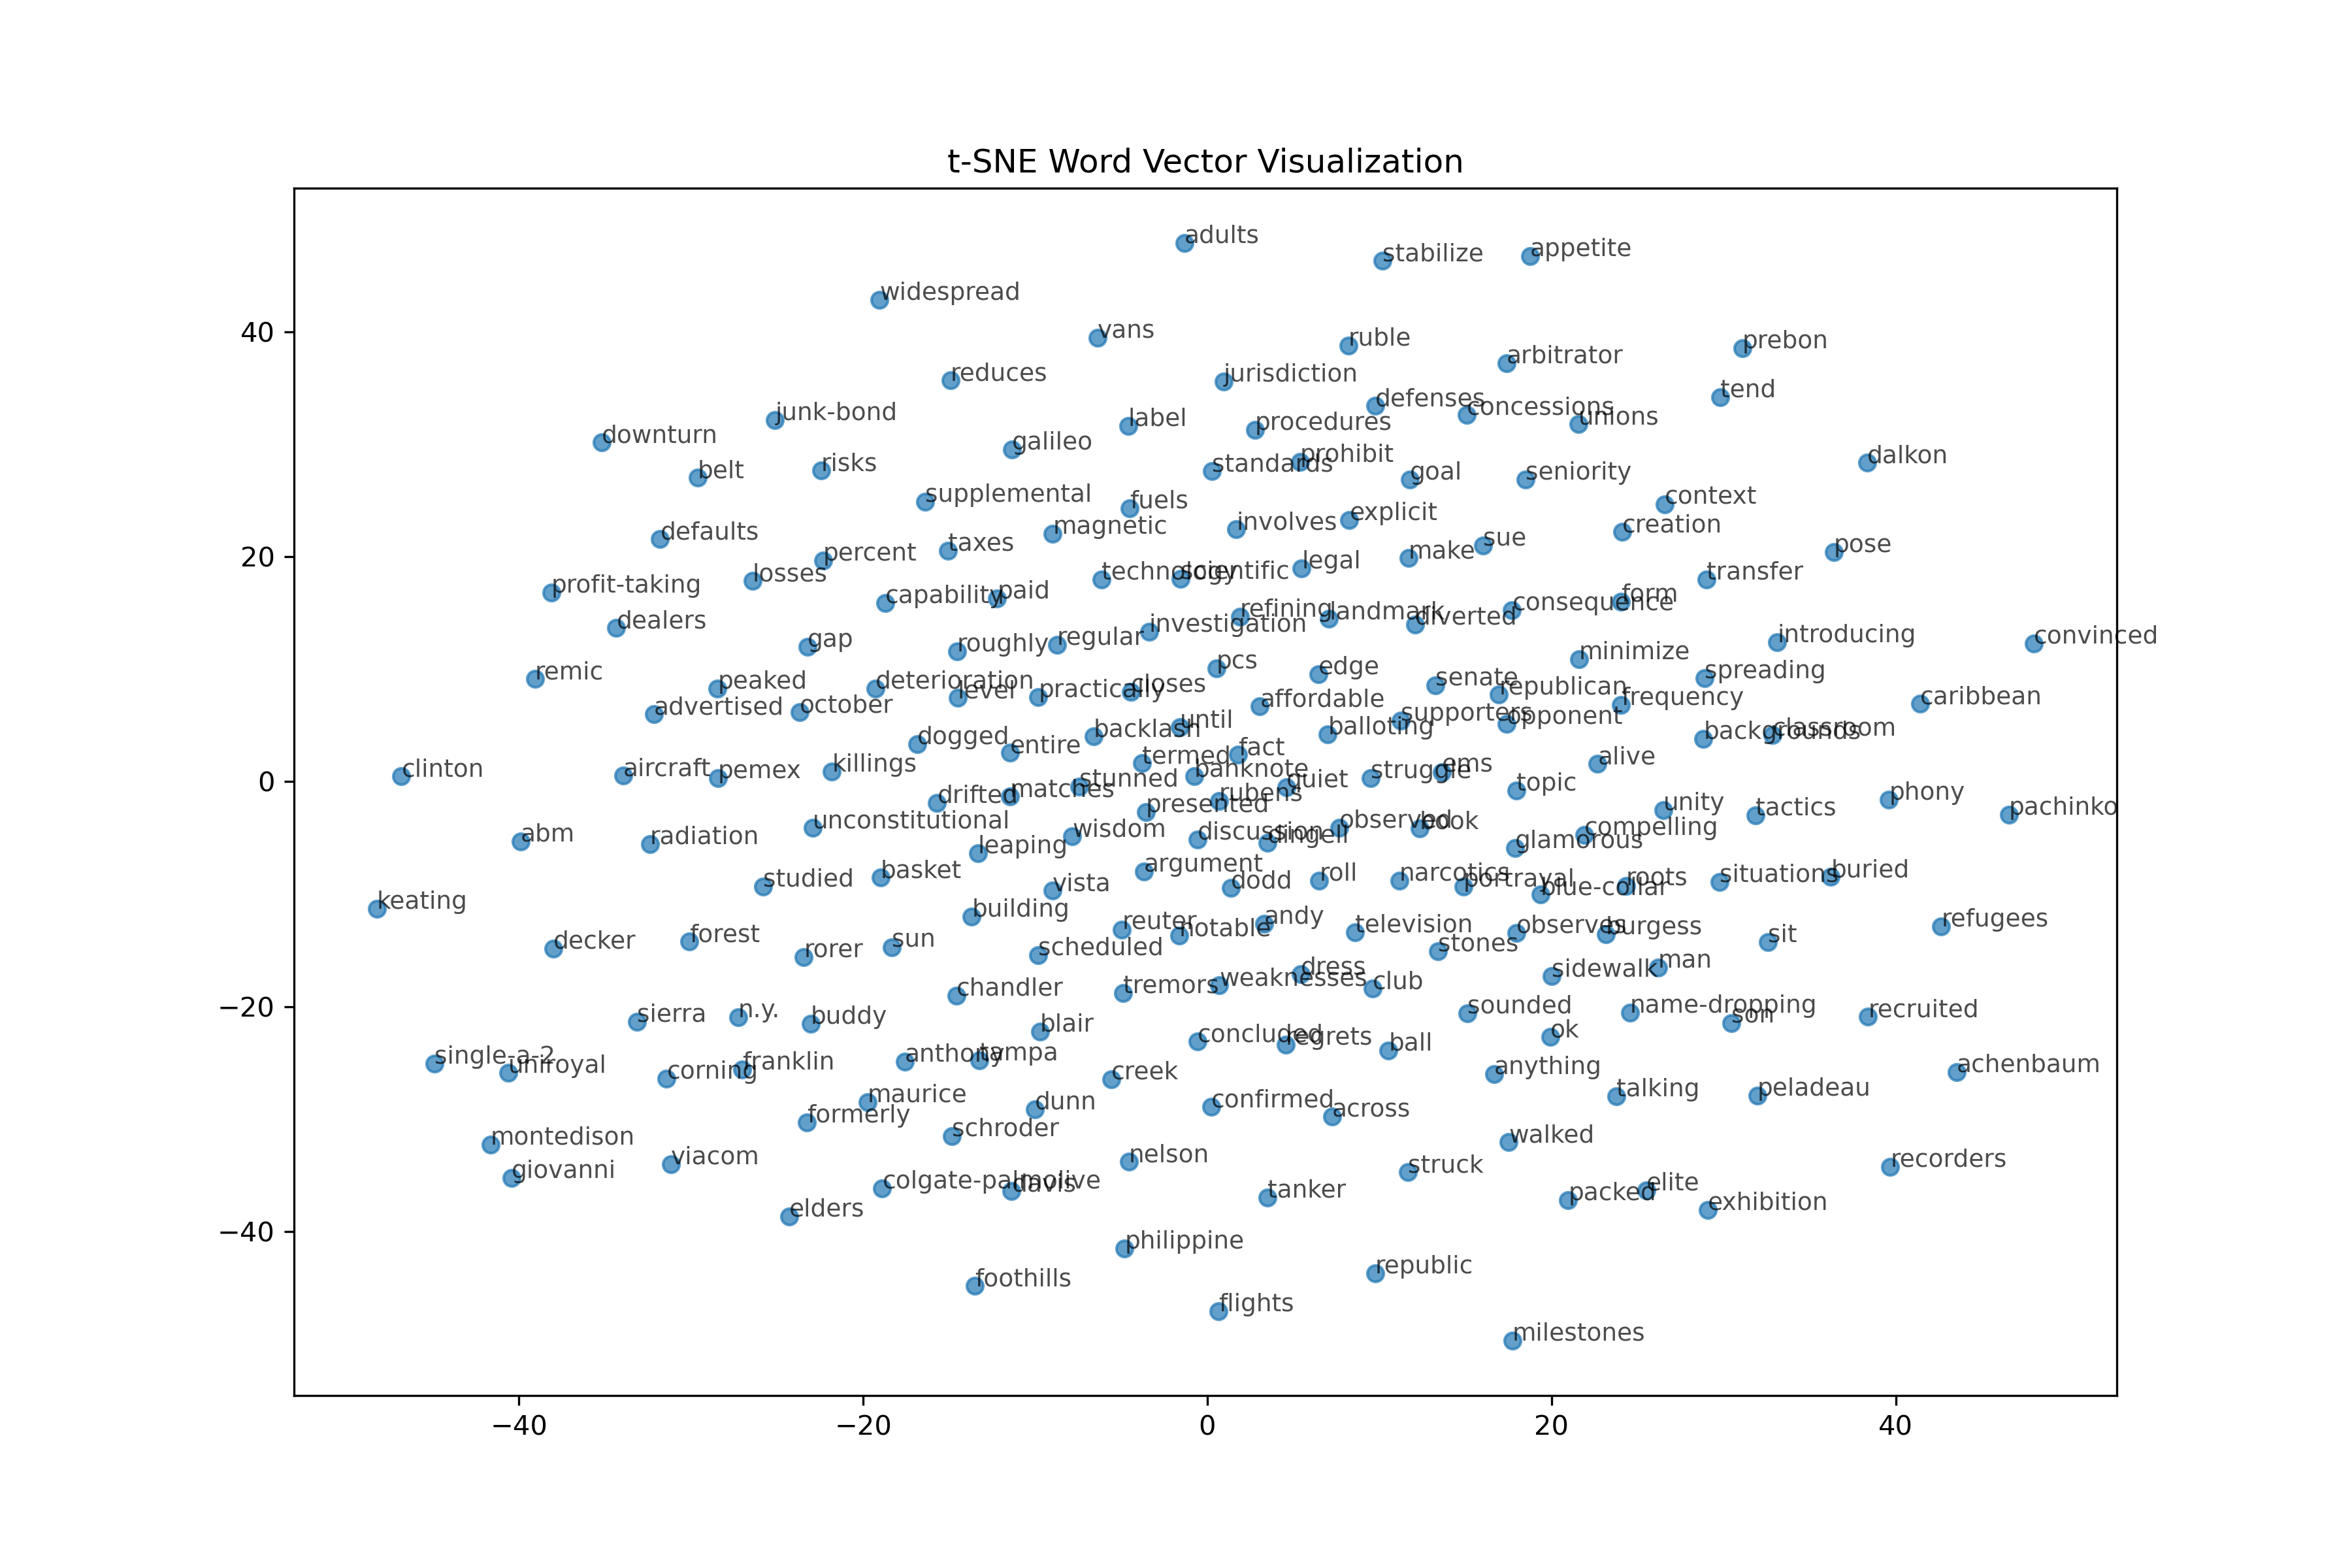 t-SNE Word Vector Visualization
adults
stabilize
appetite
widespread
vans
ruble
prebon
arbitrator
reduces
jurisdiction
tend
defenses
concessions
junk-bond
label
procedures
unions
downturn
galileo
prohibit
standards
dalkon
belt
risks
goal
seniority
supplemental
fuels
context
magnetic
involves
explicit
creation
defaults
taxes
percent
make
sue
pose
legal
losses
technology
scientific
transfer
profit-taking
capability
paid
form
consequence
refining
landmark
diverted
dealers
investigation
gap
roughly
regular
introducing
convinced
minimize
remic
pcs
edge
spreading
peaked
deterioration
level
practically
closes
senate
republican
frequency
caribbean
advertised
october
affordable
supporters
opponent
backlash
until
balloting
backgrounds
classroom
dogged
entire
fact
termed
alive
clinton
aircraft
pemex
killings
stunned
banknote
quiet
struggle
ems
topic
drifted
matches
rubens
presented
unity
tactics
phony
pachinko
abm
radiation
unconstitutional
wisdom
discussion
dingell
observed
book
compelling
glamorous
leaping
studied
basket
argument
vista
dodd
roll
narcotics
portrayal
blue-collar
roots
situations
buried
keating
building
reuter
notable
andy
television
observes
burgess
refugees
decker
forest
rorer
sun
scheduled
stones
sit
chandler
tremors
weaknesses
dress
club
sidewalk
man
sierra
n.y.
buddy
blair
sounded
name-dropping
son
recruited
single-a-2
uniroyal
corning
franklin
anthony
tampa
concluded
regrets
ball
ok
creek
anything
achenbaum
maurice
formerly
dunn
confirmed
across
talking
peladeau
montedison
giovanni
viacom
schroder
nelson
walked
struck
recorders
colgate-palmolive
davis
tanker
packed
elite
exhibition
elders
philippine
foothills
republic
flights
milestones
40
20
0
−20
−40
−40
−20
0
20
40